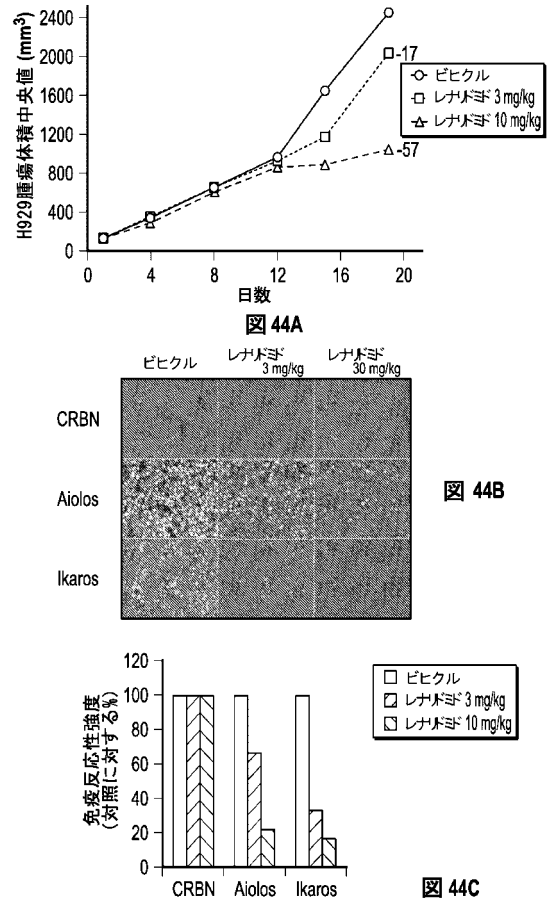 H929腫瘍体積中央値 (mm³)
2400
2000
1600
1200
800
400
0
0 4 8 12 16 20
日数
-17
-57
ビヒクル
レナリドミド 3 mg/kg
レナリドミド 10 mg/kg
図 44A
ビヒクル
レナリドミド
3 mg/kg
レナリドミド
30 mg/kg
CRBN
Aiolos
Ikaros
図 44B
免疫反応性強度
(対照に対する%)
120
100
80
60
40
20
0
CRBN Aiolos Ikaros
ビヒクル
レナリドミド 3 mg/kg
レナリドミド 10 mg/kg
図 44C